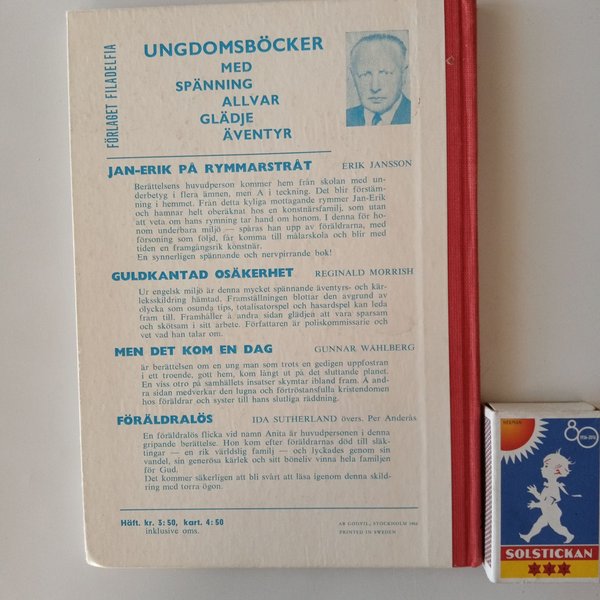 FÖRLAGET FILADELFIA
UNGDOMSBÖCKER
MED
SPÄNNING
ALLVAR
GLÄDJE
ÄVENTYR
JAN-ERIK PÅ RYMMARSTRÅT ERIK JANSSON
Berättelsens huvudperson kommer hem från skolan med un-
derbetyg i flera ämnen, men A i teckning. Det blir förstäm-
ning i hemmet. Från detta kyliga mottagande rymmer Jan-Erik
och hamnar helt oberäknat hos en konstnärsfamilj, som utan
att veta om hans rymning tar hand om honom. I denna för ho-
nom underbara miljö — spåras han upp av föräldrarna, med
försoning som följd, får komma till målarskola och blir med
tiden en framgångsrik konstnär.
En synnerligen spännande och nervpirrande bok!
GULDKANTAD OSÄKERHET REGINALD MORRISH
Ur engelsk miljö är denna mycket spännande äventyrs- och kär-
leksskildring hämtad. Framställningen blottar den avgrund av
olycka som osunda tips, totalisatorspel och hasardspel kan leda
fram till. Framhåller å andra sidan glädjen att vara sparsam
och skötsam i sitt arbete. Författaren är poliskommissarie och
vet vad han talar om.
MEN DET KOM EN DAG GUNNAR WAHLBERG
är berättelsen om en ung man som trots en gedigen uppfostran
i ett troende, gott hem, kom långt ut på det sluttande planet.
En viss otro på samhällets insatser skymtar ibland fram. Å and-
ra sidan medverkar den lugna och förtröstansfulla kristendomen
hos föräldrar och syster till hans slutliga räddning.
FÖRÄLDRALÖS IDA SUTHERLAND övers. Per Anderås
En föräldralös flicka vid namn Anita är huvudpersonen i denna
gripande berättelse. Hon kom efter föräldrarnas död till släk-
tingar — en rik världslig familj — och lyckades genom sin
vandel, sin generösa kärlek och sitt böneliv vinna hela familjen
för Gud.
Det kommer säkerligen att bli svårt att läsa igenom denna skild-
ring med torra ögon.
Häft. kr. 3:50, kart. 4:50
inklusive oms.
AB GODVIL, STOCKHOLM 1962
PRINTED IN SWEDEN
80
1936-2016
SOLSTICKAN